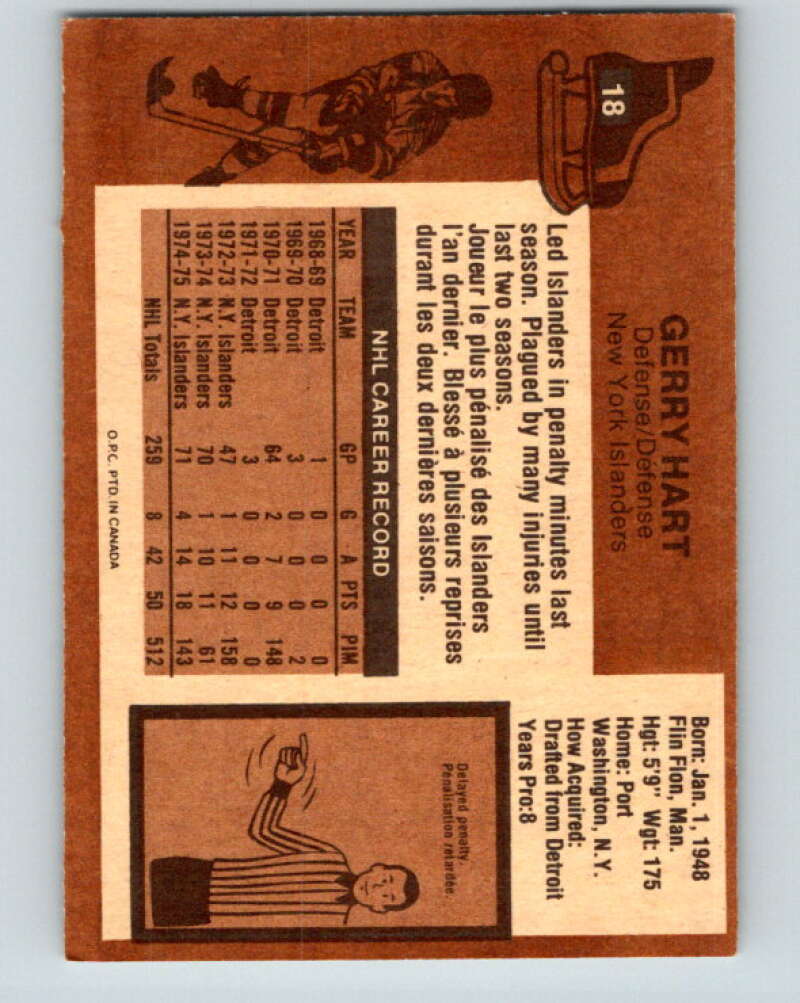 18
GERRY HART
Defense/Défense
New York Islanders
Born: Jan. 1, 1948
Flin Flon, Man.
Hgt: 5'9" Wgt: 175
Home: Port
Washington, N.Y.
How Acquired:
Drafted from Detroit
Years Pro:8
Led Islanders in penalty minutes last
season. Plagued by many injuries until
last two seasons.
Joueur le plus pénalisé des Islanders
l'an dernier. Blessé à plusieurs reprises
durant les deux dernières saisons.
NHL CAREER RECORD
YEAR TEAM GP G A PTS PIM
1968-69 Detroit 1 0 0 0 0
1969-70 Detroit 3 0 0 0 2
1970-71 Detroit 64 2 7 9 148
1971-72 Detroit 3 0 0 0 0
1972-73 N.Y. Islanders 47 1 11 12 158
1973-74 N.Y. Islanders 70 1 10 11 61
1974-75 N.Y. Islanders 71 4 14 18 143
NHL Totals 259 8 42 50 512
Delayed penalty.
Pénalisation retardée.
O.P.C. PTD. IN CANADA